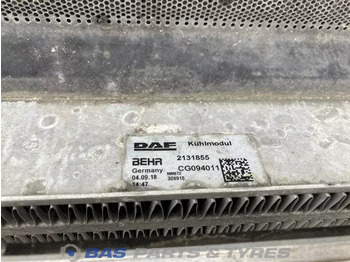 DAF Kühlmodul
BEHR 2131855
Germany CG094011
04.09.18
14:47
BAS PARTS & TYRES